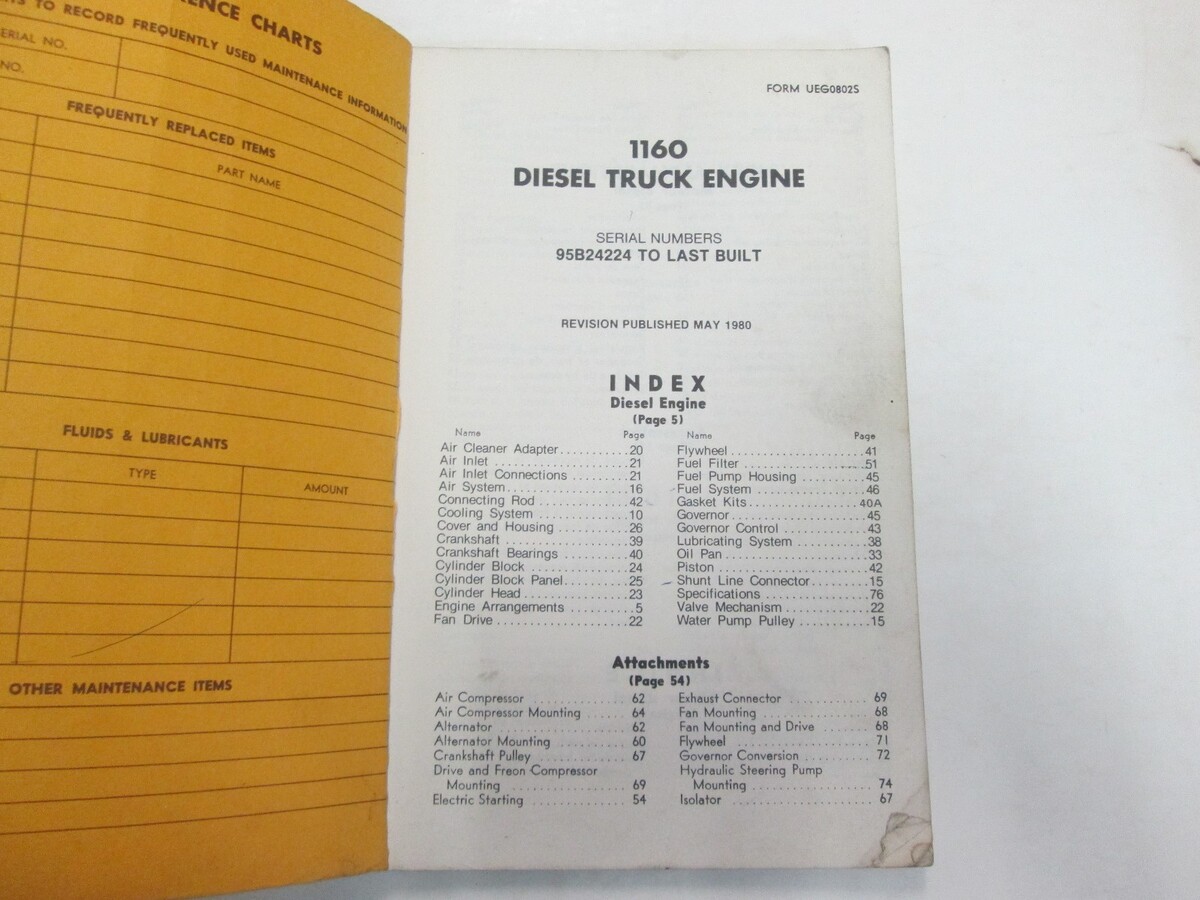 CHARTS
TO RECORD FREQUENTLY USED MAINTENANCE INFORMATION
NO.
NO.
FREQUENTLY REPLACED ITEMS
PART NAME
FLUIDS & LUBRICANTS
TYPE
AMOUNT
OTHER MAINTENANCE ITEMS
FORM UEG0802S
1160
DIESEL TRUCK ENGINE
SERIAL NUMBERS
95B24224 TO LAST BUILT
REVISION PUBLISHED MAY 1980
INDEX
Diesel Engine
(Page 5)
Name Page
Air Cleaner Adapter..........20
Air Inlet ....................21
Air Inlet Connections ........21
Air System..................16
Connecting Rod .............42
Cooling System .............10
Cover and Housing ..........26
Crankshaft ..................39
Crankshaft Bearings .........40
Cylinder Block ...............24
Cylinder Block Panel.........25
Cylinder Head...............23
Engine Arrangements .........5
Fan Drive...................22
Name Page
Flywheel ...................41
Fuel Filter ..................51
Fuel Pump Housing ..........45
Fuel System ................46
Gasket Kits................40A
Governor...................45
Governor Control ............43
Lubricating System ..........38
Oil Pan.....................33
Piston ......................42
Shunt Line Connector........15
Specifications ...............76
Valve Mechanism............22
Water Pump Pulley ..........15
Attachments
(Page 54)
Air Compressor .............. 62
Air Compressor Mounting ...... 64
Alternator ................... 62
Alternator Mounting .......... 60
Crankshaft Pulley ............. 67
Drive and Freon Compressor
Mounting .................. 69
Electric Starting .............. 54
Exhaust Connector ........... 69
Fan Mounting ............... 68
Fan Mounting and Drive ....... 68
Flywheel ................... 71
Governor Conversion ......... 72
Hydraulic Steering Pump
Mounting ................. 74
Isolator .................... 67